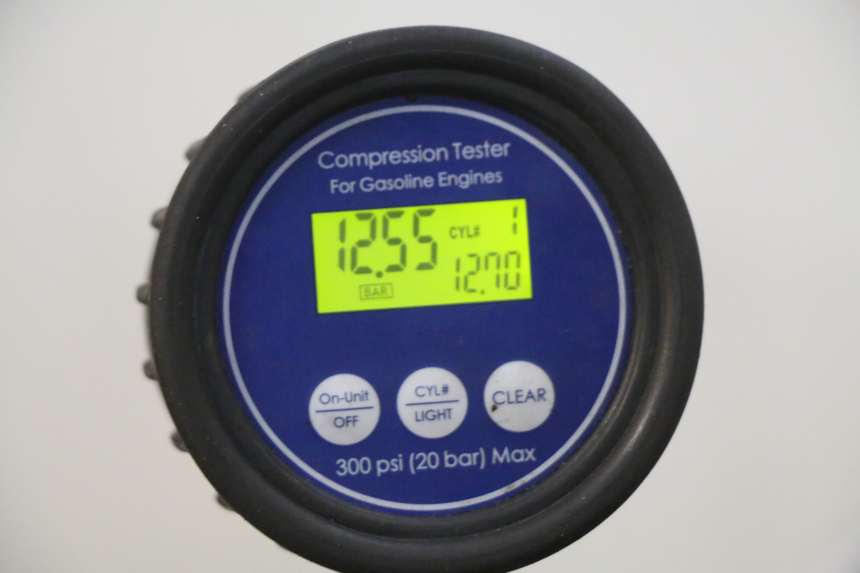 Compression Tester
For Gasoline Engines
12.55 CYL# 1
BAR 12.70
On-Unit CYL# CLEAR
OFF LIGHT
300 psi (20 bar) Max